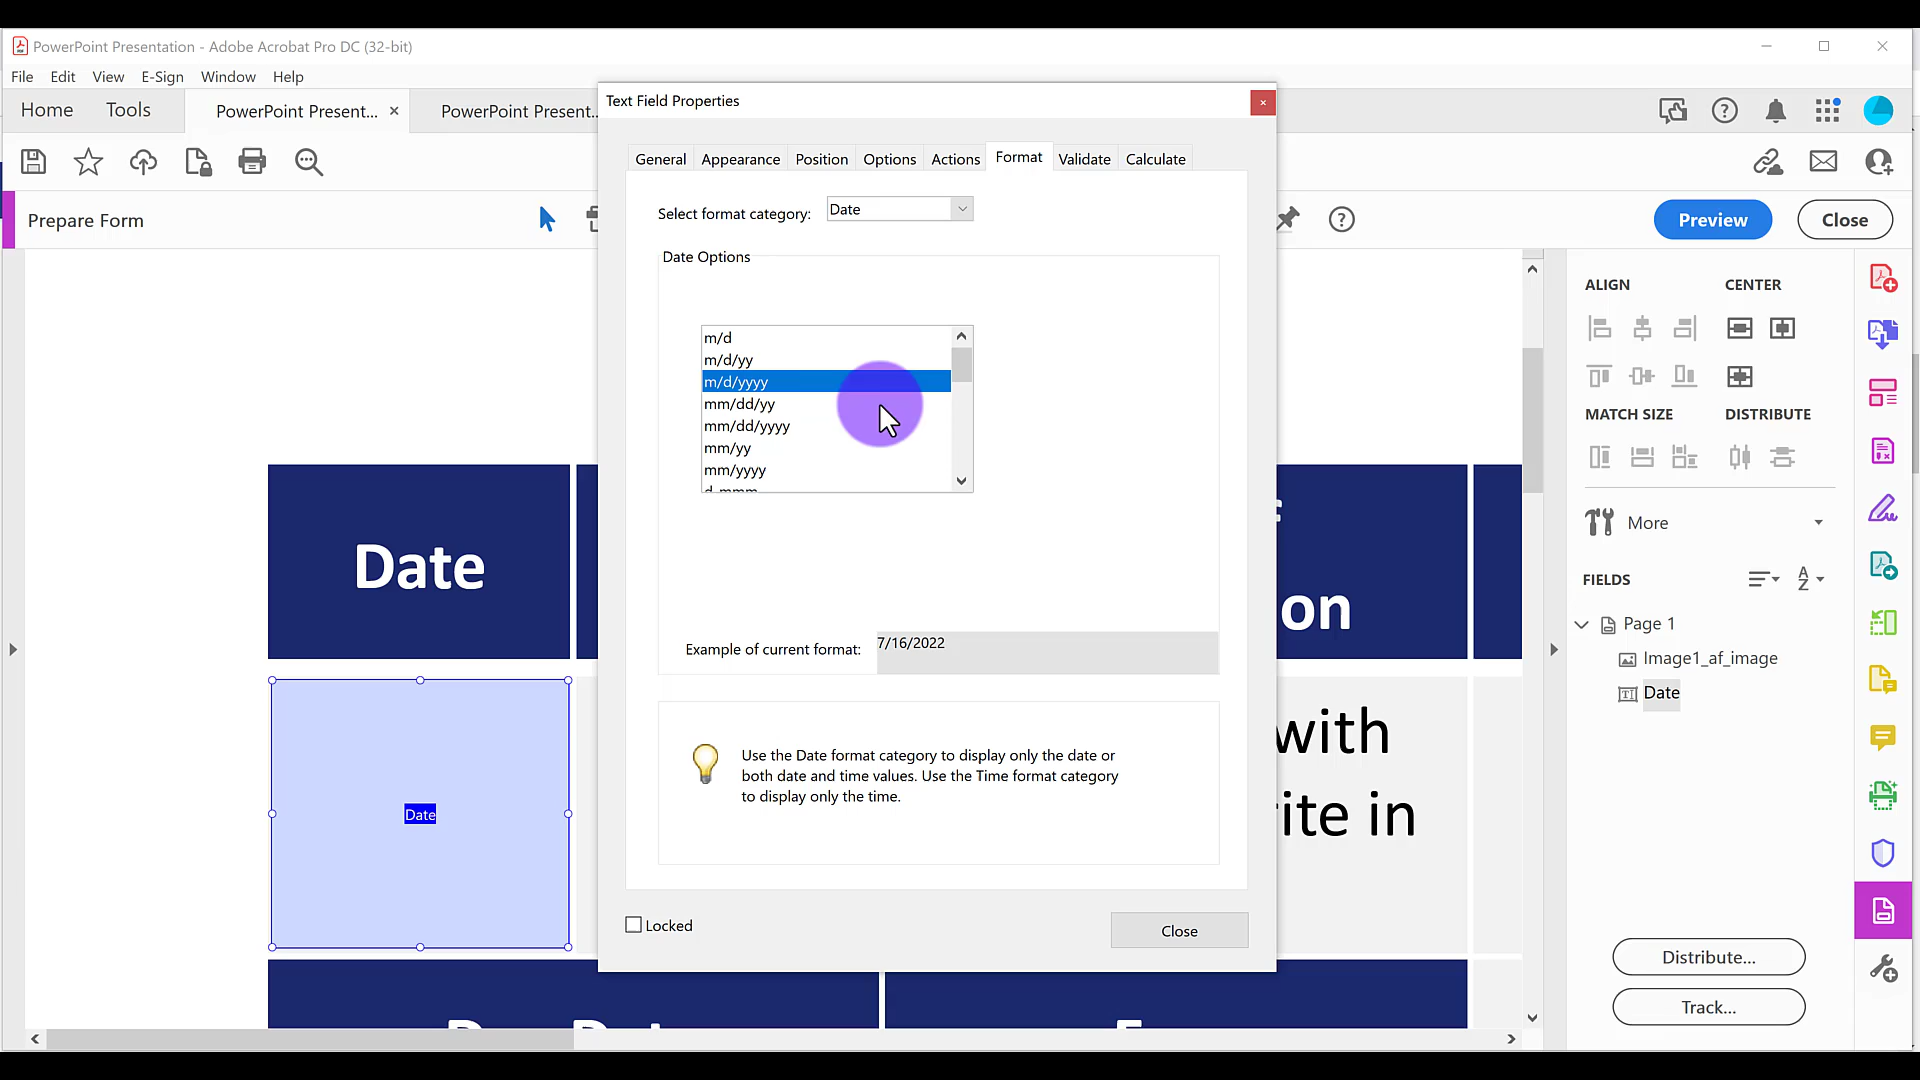 PowerPoint Presentation - Adobe Acrobat Pro DC (32-bit)
File Edit View E-Sign Window Help
Home Tools PowerPoint Present... PowerPoint Present...
Text Field Properties
General Appearance Position Options Actions Format Validate Calculate
Select format category: Date
Prepare Form
Preview Close
Date Options
m/d
m/d/yy
m/d/yyyy
mm/dd/yy
mm/dd/yyyy
mm/yy
mm/yyyy
d-mmm
Example of current format: 7/16/2022
Use the Date format category to display only the date or
both date and time values. Use the Time format category
to display only the time.
Locked
Close
Date
on
Date
with
ite in
ALIGN CENTER
MATCH SIZE DISTRIBUTE
More
FIELDS
Page 1
Image1_af_image
Date
Distribute...
Track...